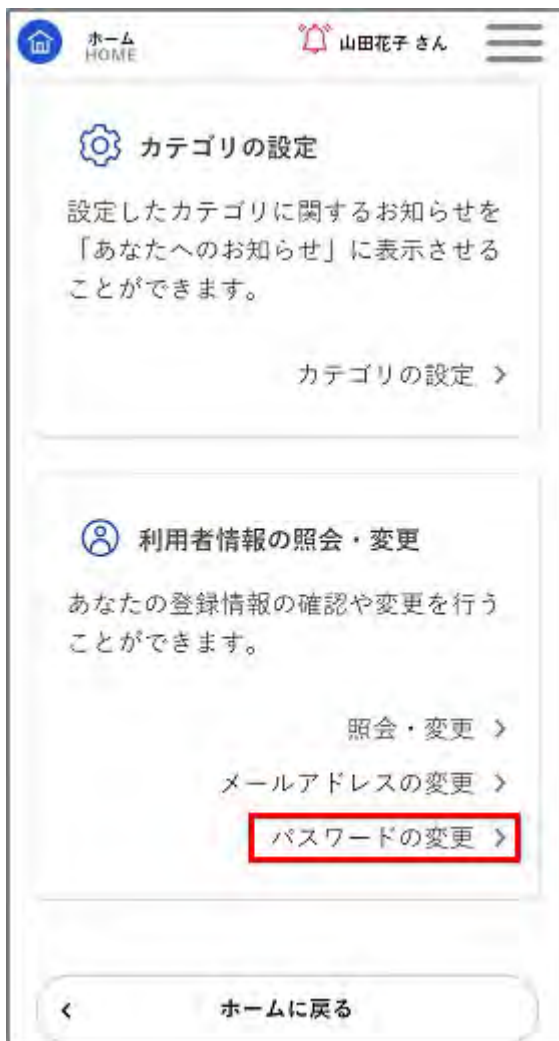 ホーム
HOME
山田花子 さん
カテゴリの設定
設定したカテゴリに関するお知らせを
「あなたへのお知らせ」に表示させる
ことができます。
カテゴリの設定 >
利用者情報の照会・変更
あなたの登録情報の確認や変更を行う
ことができます。
照会・変更 >
メールアドレスの変更 >
パスワードの変更 >
< ホームに戻る